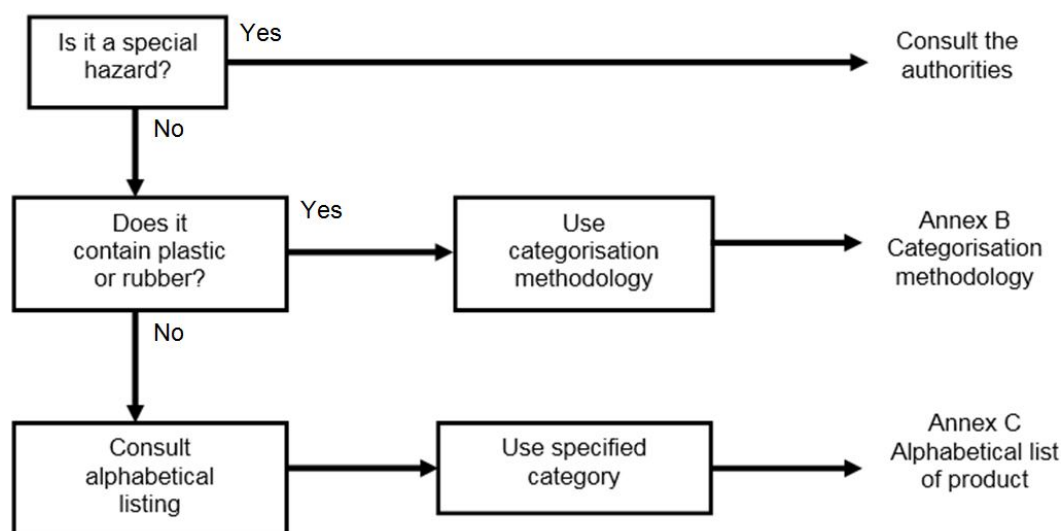 Is it a special
hazard?
Yes
Consult the
authorities
No
Does it
contain plastic
or rubber?
Yes
Use
categorisation
methodology
Annex B
Categorisation
methodology
No
Consult
alphabetical
listing
Use specified
category
Annex C
Alphabetical list
of product